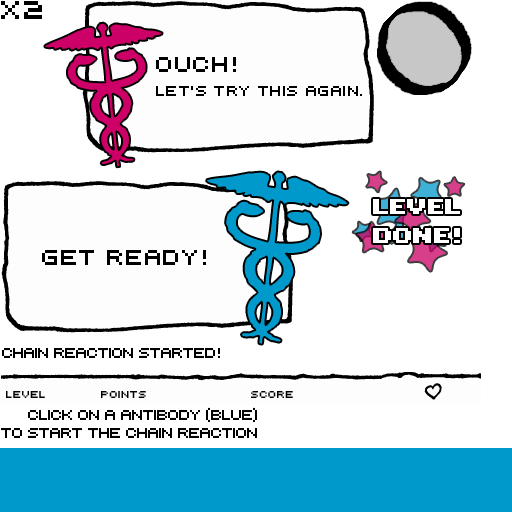 X2
OUCH!
LET'S TRY THIS AGAIN.
LEVEL
DONE!
GET READY!
CHAIN REACTION STARTED!
LEVEL POINTS SCORE
CLICK ON A ANTIBODY (BLUE)
TO START THE CHAIN REACTION